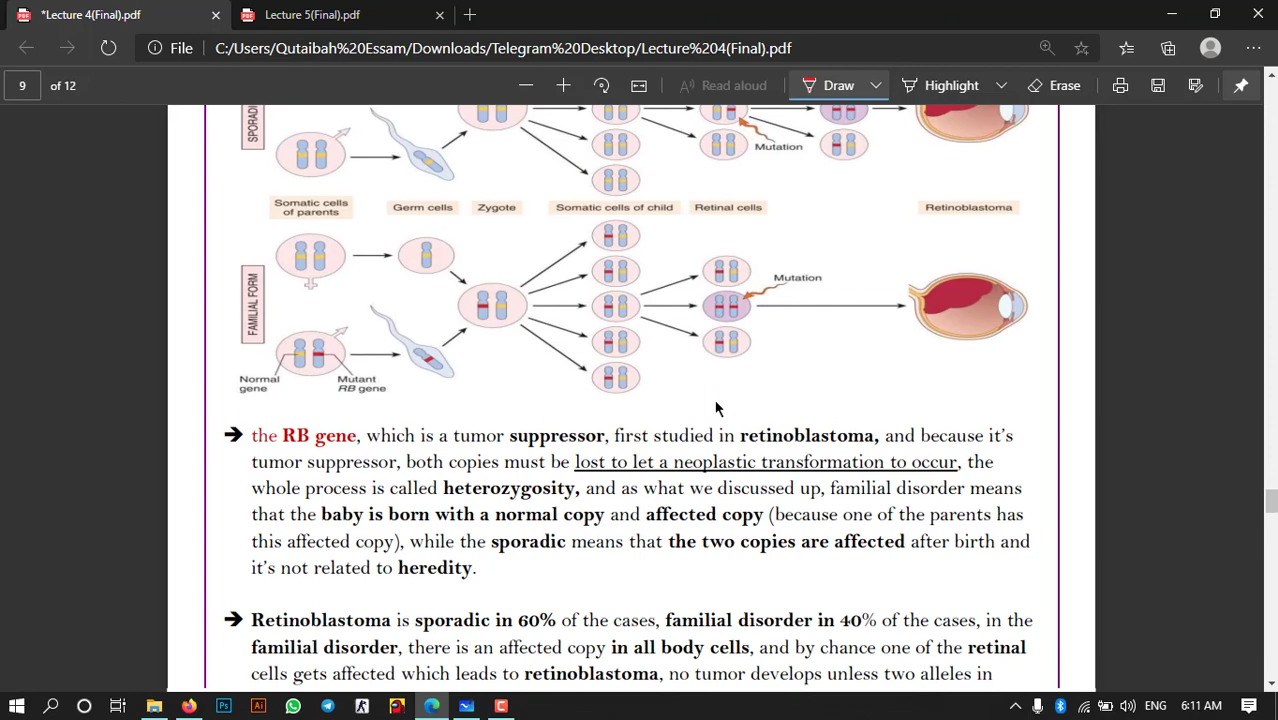 *Lecture 4(Final).pdf
Lecture 5(Final).pdf
File
C:/Users/Qutaibah%20Essam/Downloads/Telegram%20Desktop/Lecture%204(Final).pdf
9 of 12
Read aloud
Draw
Highlight
Erase
Mutation
Somatic cells
of parents
Germ cells
Zygote
Somatic cells of child
Retinal cells
Retinoblastoma
FAMILIAL FORM
Mutation
Normal
gene
Mutant
RB gene
➔ the RB gene, which is a tumor suppressor, first studied in retinoblastoma, and because it's
tumor suppressor, both copies must be lost to let a neoplastic transformation to occur, the
whole process is called heterozygosity, and as what we discussed up, familial disorder means
that the baby is born with a normal copy and affected copy (because one of the parents has
this affected copy), while the sporadic means that the two copies are affected after birth and
it's not related to heredity.
➔ Retinoblastoma is sporadic in 60% of the cases, familial disorder in 40% of the cases, in the
familial disorder, there is an affected copy in all body cells, and by chance one of the retinal
cells gets affected which leads to retinoblastoma, no tumor develops unless two alleles in
Ps
Ai
ENG
6:11 AM